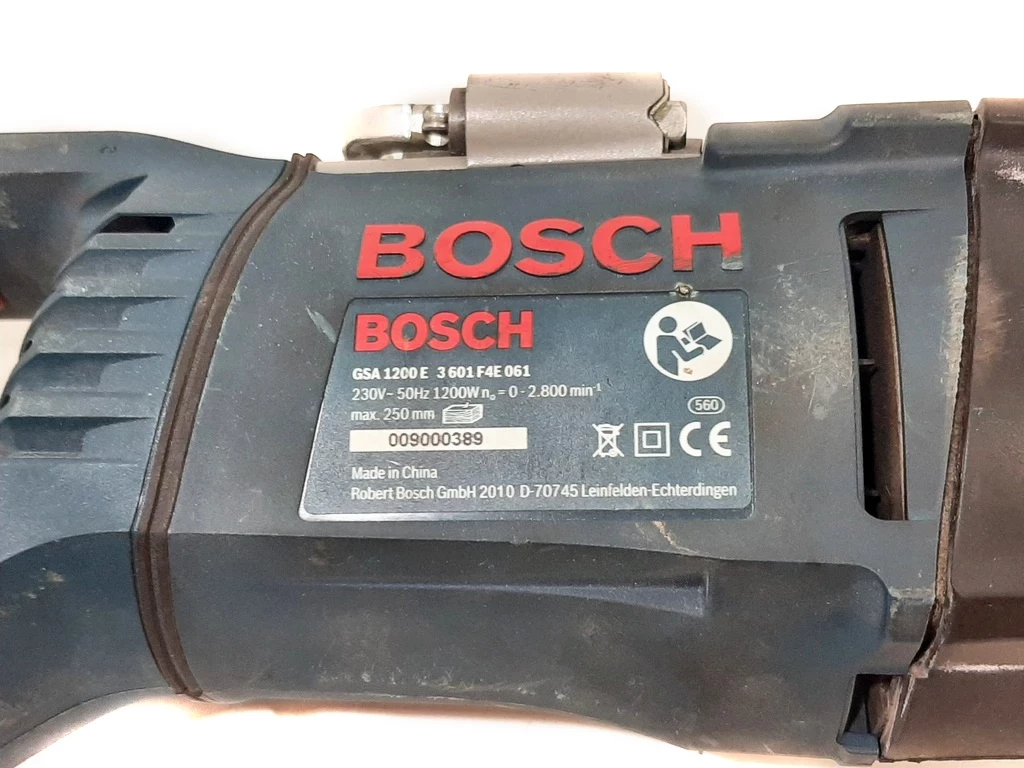 BOSCH
BOSCH
GSA 1200 E 3 601 F4E 061
230V~ 50Hz 1200W n₀ = 0 - 2.800 min⁻¹
max. 250 mm
560
009000389
CE
Made in China
Robert Bosch GmbH 2010 D-70745 Leinfelden-Echterdingen